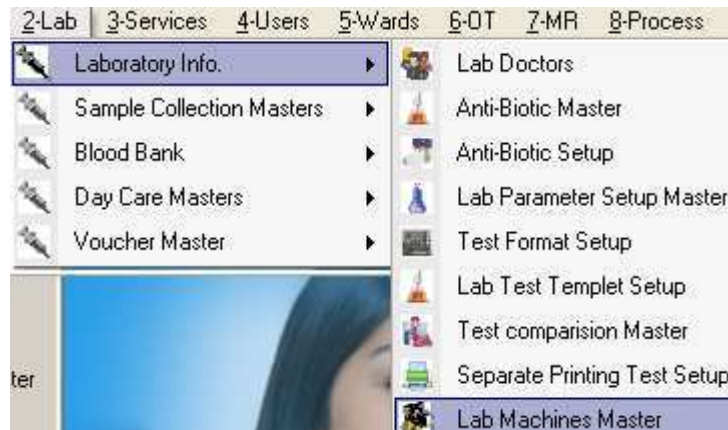 2-Lab 3-Services 4-Users 5-Wards 6-OT 7-MR 8-Process
Laboratory Info.
Sample Collection Masters
Blood Bank
Day Care Masters
Voucher Master
Lab Doctors
Anti-Biotic Master
Anti-Biotic Setup
Lab Parameter Setup Master
Test Format Setup
Lab Test Templet Setup
Test comparision Master
Separate Printing Test Setup
Lab Machines Master
ter